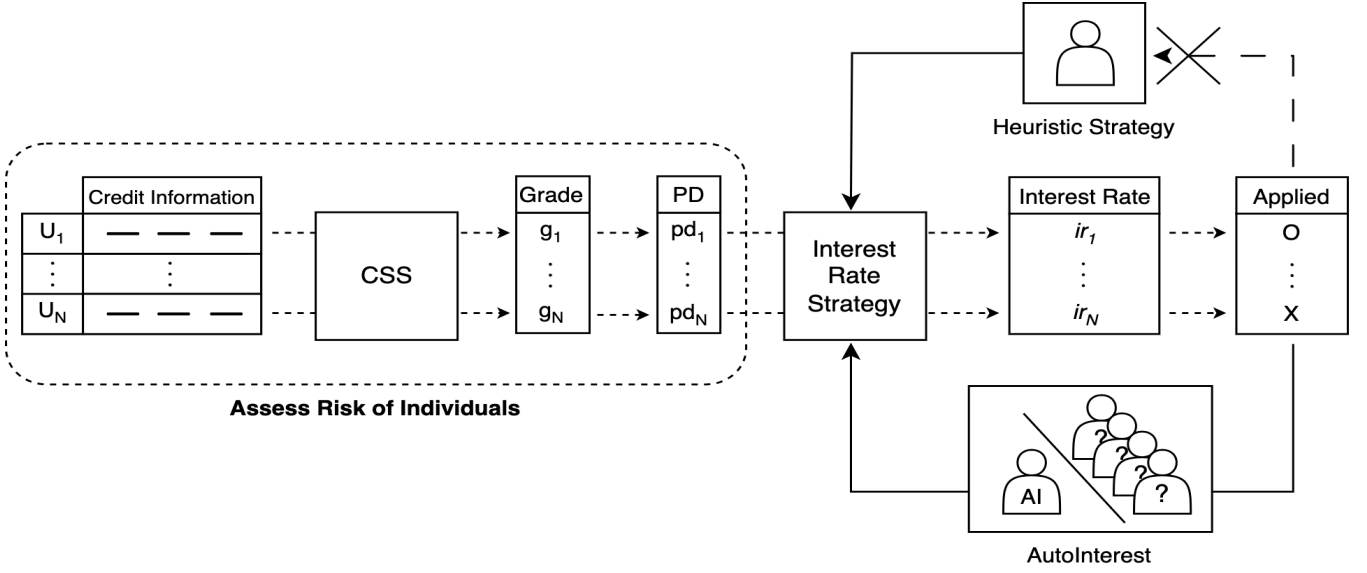 Heuristic Strategy
Credit Information
Grade
PD
Interest Rate
Applied
U1
g1
pd1
ir1
O
CSS
Interest
Rate
Strategy
UN
gN
pdN
irN
X
Assess Risk of Individuals
?
?
?
AI
?
AutoInterest